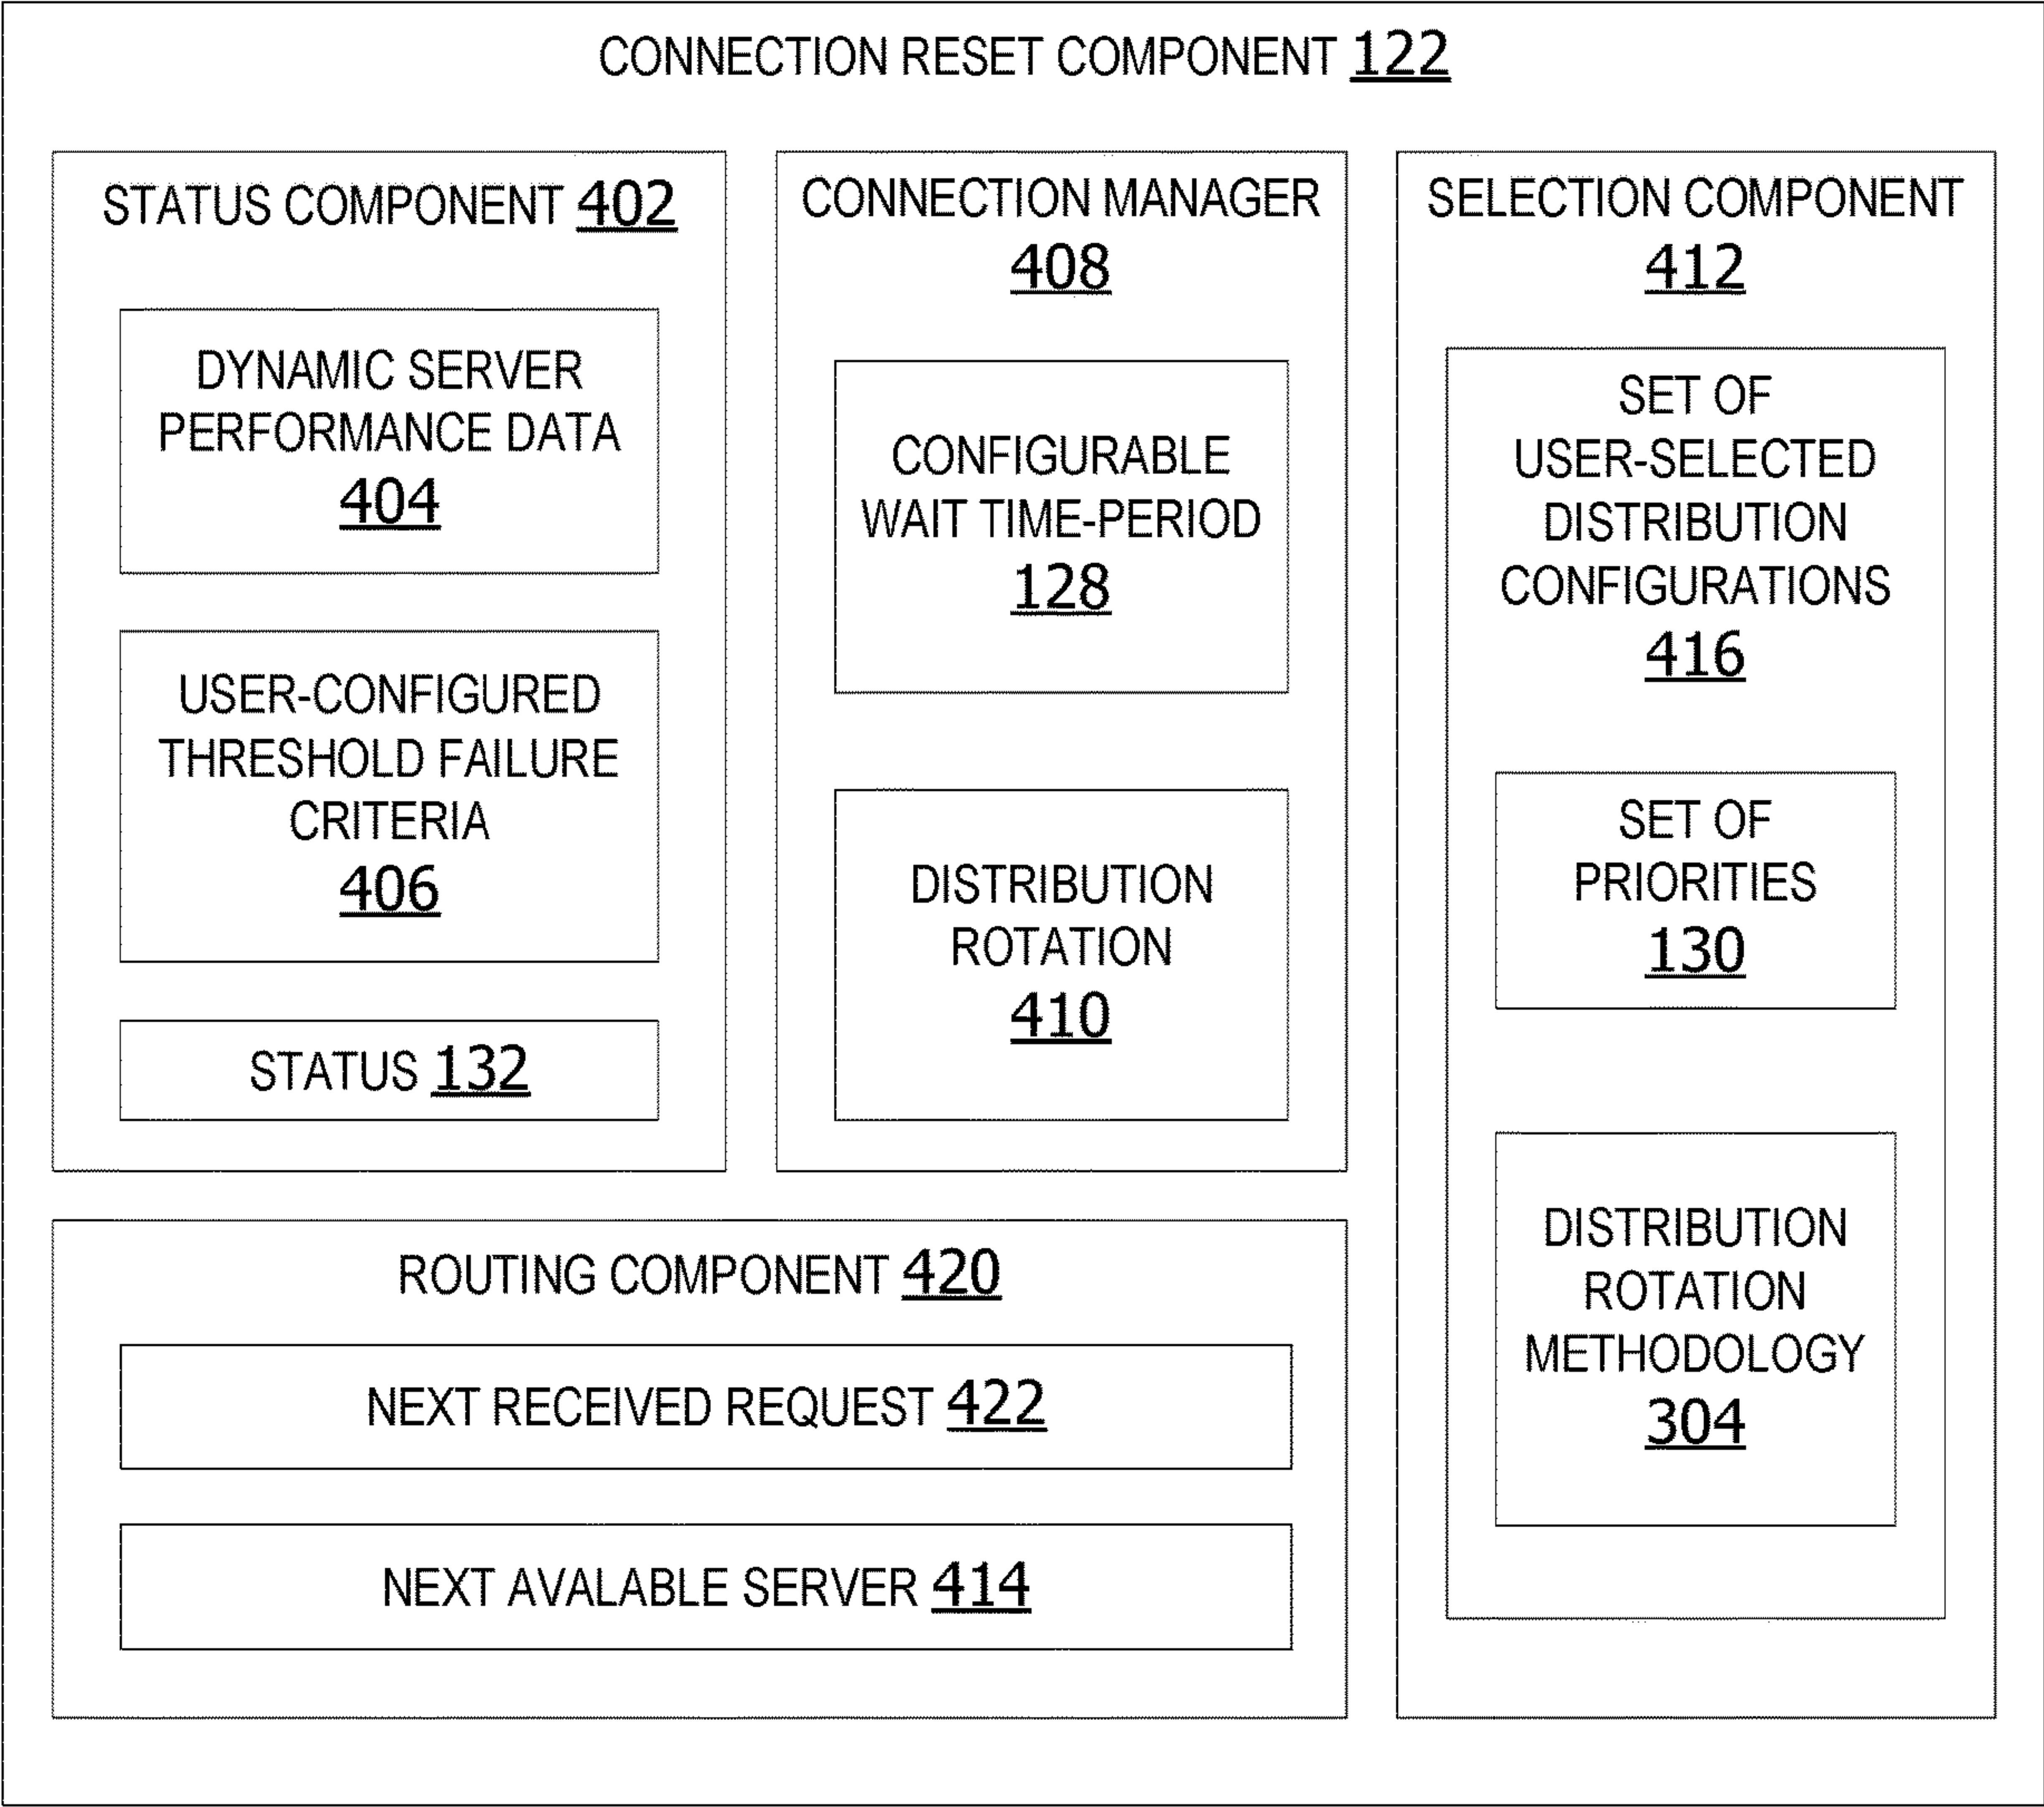 CONNECTION RESET COMPONENT 122
STATUS COMPONENT 402
DYNAMIC SERVER
PERFORMANCE DATA
404
USER-CONFIGURED
THRESHOLD FAILURE
CRITERIA
406
STATUS 132
CONNECTION MANAGER
408
CONFIGURABLE
WAIT TIME-PERIOD
128
DISTRIBUTION
ROTATION
410
SELECTION COMPONENT
412
SET OF
USER-SELECTED
DISTRIBUTION
CONFIGURATIONS
416
SET OF
PRIORITIES
130
DISTRIBUTION
ROTATION
METHODOLOGY
304
ROUTING COMPONENT 420
NEXT RECEIVED REQUEST 422
NEXT AVALABLE SERVER 414